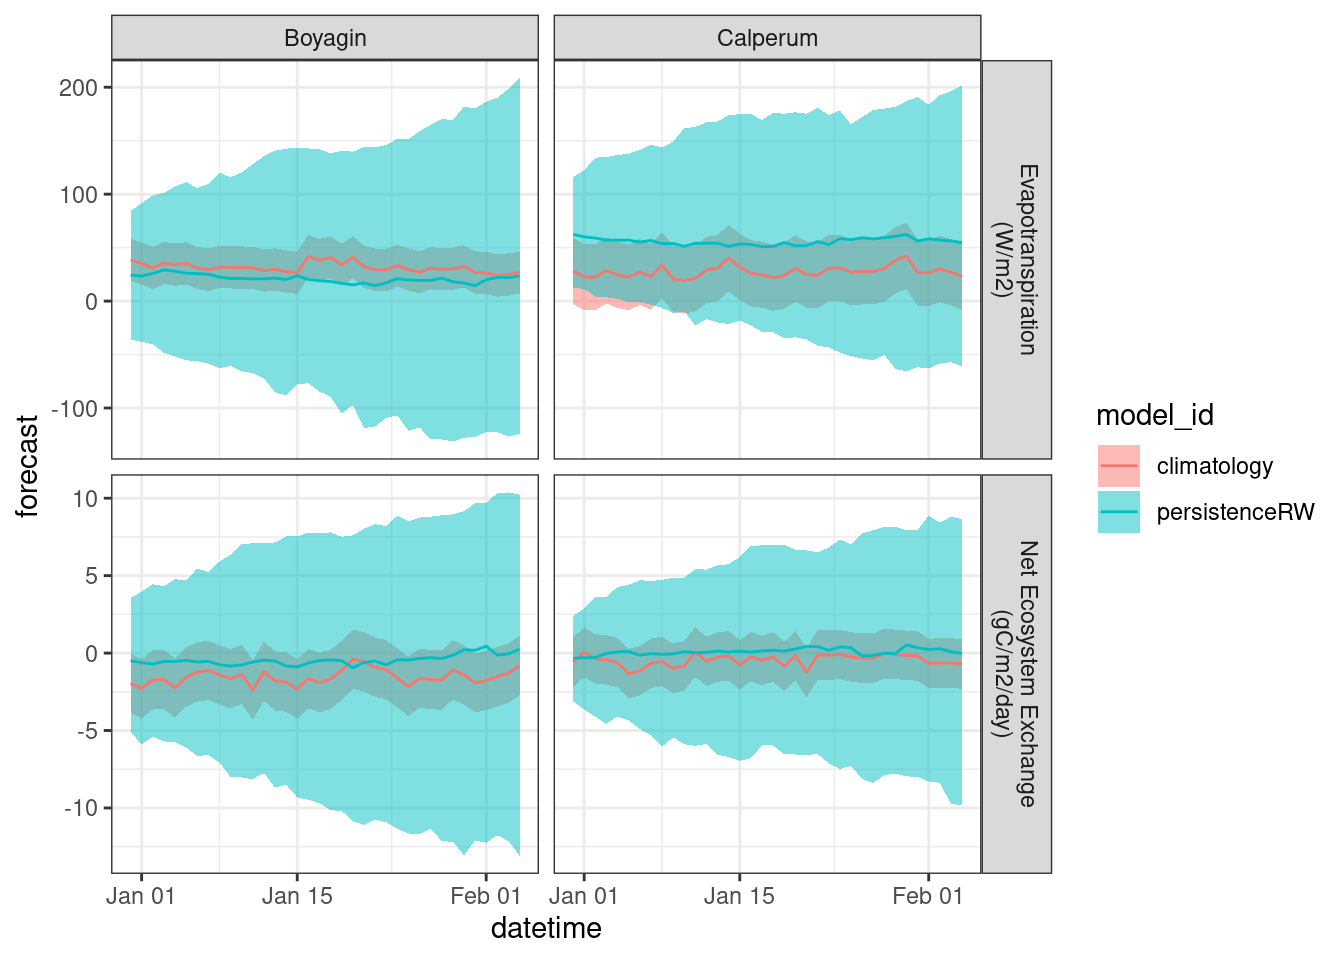 Boyagin
Calperum
200
100
0
-100
Evapotranspiration
(W/m2)
forecast
10
5
0
-5
-10
Net Ecosystem Exchange
(gC/m2/day)
Jan 01
Jan 15
Feb 01
Jan 01
Jan 15
Feb 01
datetime
model_id
climatology
persistenceRW